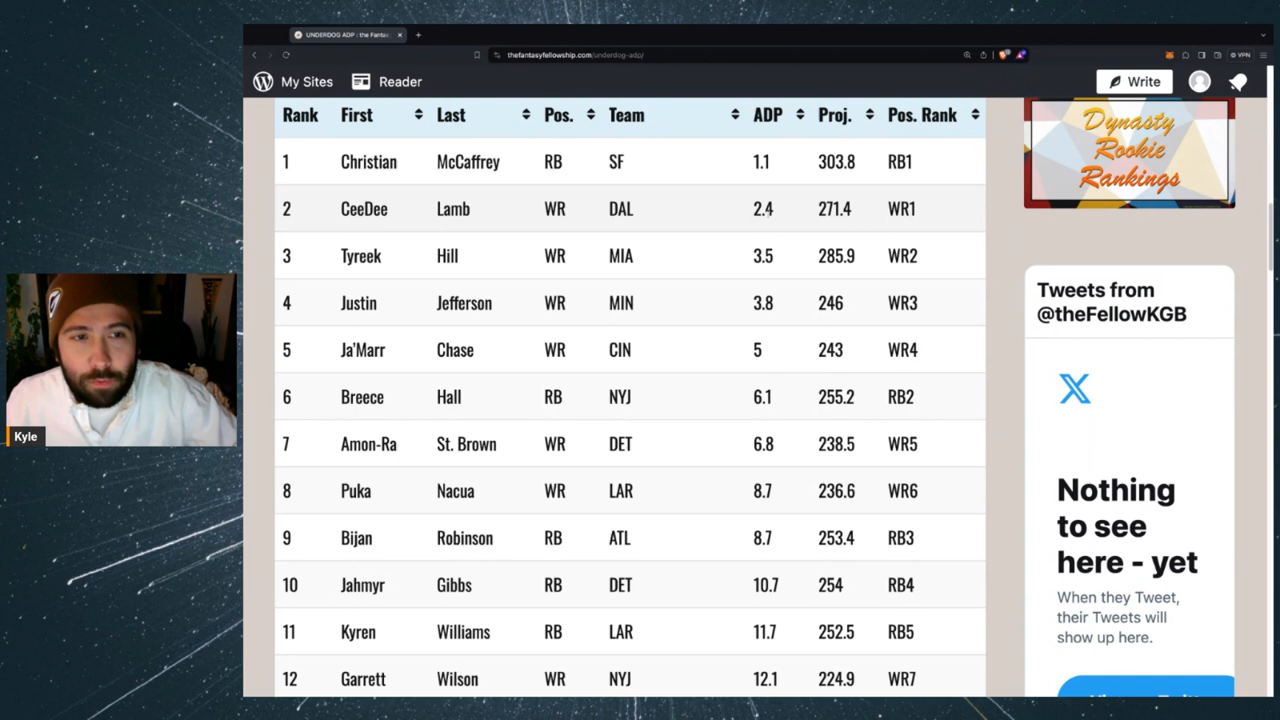 UNDERDOG ADP : the Fantas
thefantasyfellowship.com/underdog-adp/
VPN
My Sites Reader Write
Rank First Last Pos. Team ADP Proj. Pos. Rank
1 Christian McCaffrey RB SF 1.1 303.8 RB1
2 CeeDee Lamb WR DAL 2.4 271.4 WR1
3 Tyreek Hill WR MIA 3.5 285.9 WR2
4 Justin Jefferson WR MIN 3.8 246 WR3
5 Ja'Marr Chase WR CIN 5 243 WR4
6 Breece Hall RB NYJ 6.1 255.2 RB2
7 Amon-Ra St. Brown WR DET 6.8 238.5 WR5
8 Puka Nacua WR LAR 8.7 236.6 WR6
9 Bijan Robinson RB ATL 8.7 253.4 RB3
10 Jahmyr Gibbs RB DET 10.7 254 RB4
11 Kyren Williams RB LAR 11.7 252.5 RB5
12 Garrett Wilson WR NYJ 12.1 224.9 WR7
Dynasty
Rookie
Rankings
Tweets from
@theFellowKGB
Nothing
to see
here - yet
When they Tweet,
their Tweets will
show up here.
Kyle